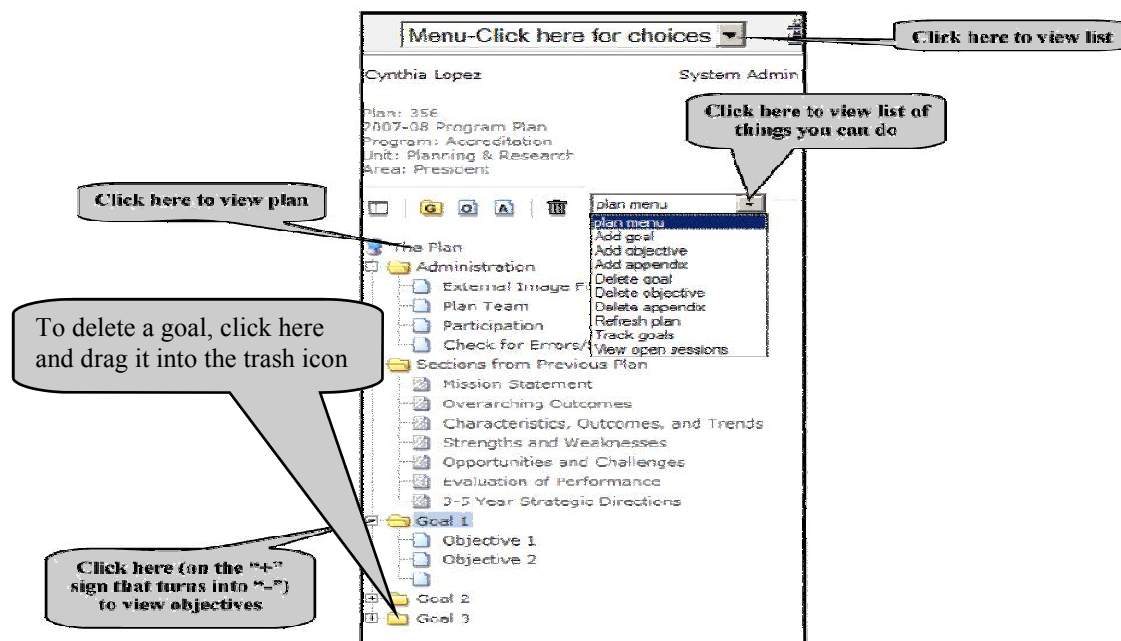 Menu-Click here for choices
Click here to view list
Cynthia Lopez System Admin
Click here to view list of
things you can do
Plan: 356
2007-08 Program Plan
Program: Accreditation
Unit: Planning & Research
Area: President
Click here to view plan
G O A plan menu
plan menu
Add goal
Add objective
Add appendix
Delete goal
Delete objective
Delete appendix
Refresh plan
Track goals
View open sessions
The Plan
Administration
External Image
Plan Team
Participation
Check for Errors/
To delete a goal, click here
and drag it into the trash icon
Sections from Previous Plan
Mission Statement
Overarching Outcomes
Characteristics, Outcomes, and Trends
Strengths and Weaknesses
Opportunities and Challenges
Evaluation of Performance
3-5 Year Strategic Directions
Goal 1
Objective 1
Objective 2
Click here (on the “+”
sign that turns into “-”)
to view objectives
Goal 2
Goal 3